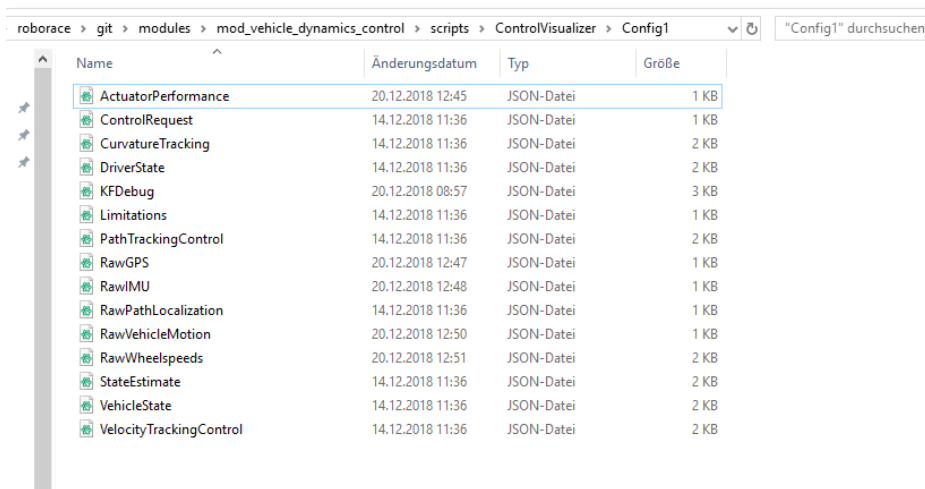 roborace > git > modules > mod_vehicle_dynamics_control > scripts > ControlVisualizer > Config1 "Config1" durchsuchen
Name Änderungsdatum Typ Größe
ActuatorPerformance 20.12.2018 12:45 JSON-Datei 1 KB
ControlRequest 14.12.2018 11:36 JSON-Datei 1 KB
CurvatureTracking 14.12.2018 11:36 JSON-Datei 2 KB
DriverState 14.12.2018 11:36 JSON-Datei 2 KB
KFDebug 20.12.2018 08:57 JSON-Datei 3 KB
Limitations 14.12.2018 11:36 JSON-Datei 1 KB
PathTrackingControl 14.12.2018 11:36 JSON-Datei 2 KB
RawGPS 20.12.2018 12:47 JSON-Datei 1 KB
RawIMU 20.12.2018 12:48 JSON-Datei 1 KB
RawPathLocalization 14.12.2018 11:36 JSON-Datei 1 KB
RawVehicleMotion 20.12.2018 12:50 JSON-Datei 1 KB
RawWheelspeeds 20.12.2018 12:51 JSON-Datei 2 KB
StateEstimate 14.12.2018 11:36 JSON-Datei 2 KB
VehicleState 14.12.2018 11:36 JSON-Datei 2 KB
VelocityTrackingControl 14.12.2018 11:36 JSON-Datei 2 KB